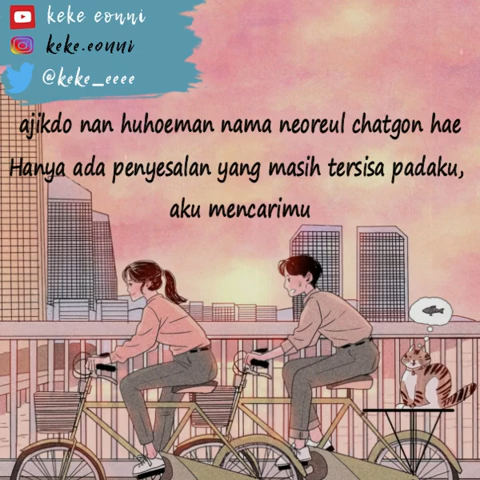 keke eonni
keke.eonni
@keke_eeee
ajikdo nan huhoeman nama neoreul chatgon hae
Hanya ada penyesalan yang masih tersisa padaku,
aku mencarimu